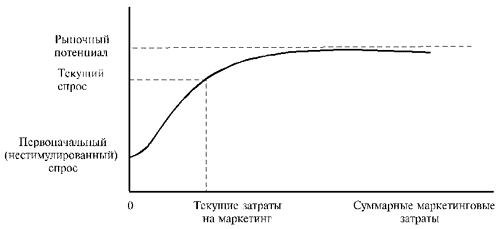 Рыночный
потенциал
Текущий
спрос
Первоначальный
(нестимулированный)
спрос
0
Текущие затраты
на маркетинг
Суммарные маркетинговые
затраты